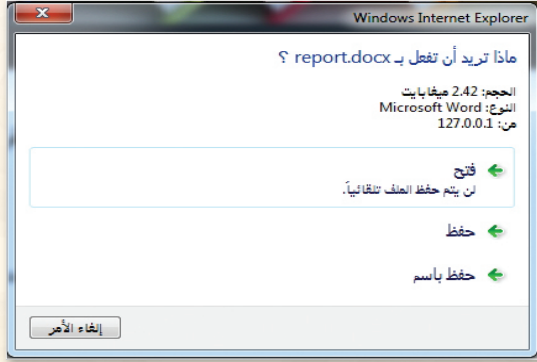 Windows Internet Explorer
ماذا تريد أن تفعل بـ report.docx ؟
الحجم: 2.42 ميغابايت
النوع: Microsoft Word
من: 127.0.0.1
فتح
لن يتم حفظ الملف تلقائياً.
حفظ
حفظ باسم
إلغاء الأمر